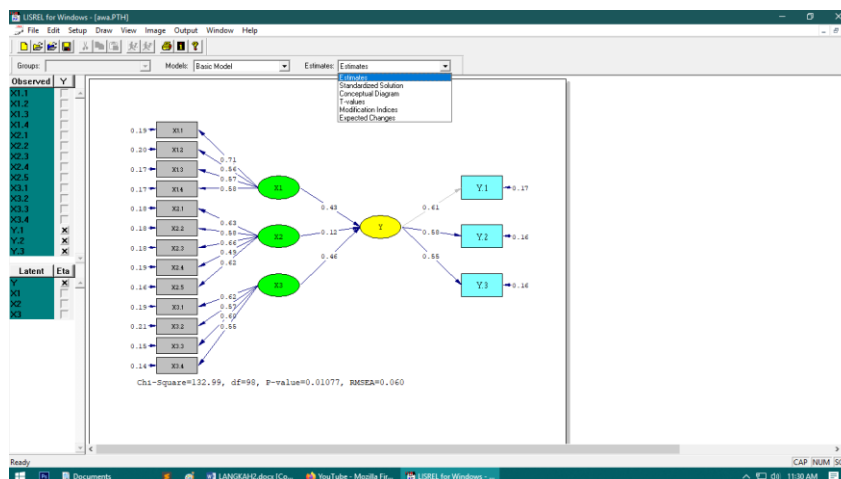 LISREL for Windows - [awa.PTH]
File Edit Setup Draw View Image Output Window Help
Groups: Models: Basic Model Estimates: Estimates
Estimates
Standardized Solution
Conceptual Diagram
T-values
Modification Indices
Expected Changes
Observed Y
X1.1
X1.2
X1.3
X1.4
X2.1
X2.2
X2.3
X2.4
X2.5
X3.1
X3.2
X3.3
X3.4
Y.1 X
Y.2 X
Y.3 X
Latent Eta
Y X
X1
X2
X3
0.19 X1.1
0.20 X1.2
0.17 X1.3
0.17 X1.4
0.18 X2.1
0.18 X2.2
0.18 X2.3
0.19 X2.4
0.16 X2.5
0.19 X3.1
0.21 X3.2
0.15 X3.3
0.14 X3.4
0.71
0.56
0.57
0.58
0.63
0.58
0.66
0.49
0.62
0.62
0.57
0.60
0.55
X1
X2
X3
0.43
0.12
0.46
Y
0.61
0.58
0.55
Y.1 0.17
Y.2 0.16
Y.3 0.16
Chi-Square=132.99, df=98, P-value=0.01077, RMSEA=0.060
Ready
CAP NUM
Documents
LANGKAH2.docx [Co...
YouTube - Mozilla Fir...
LISREL for Windows - ...
11:30 AM